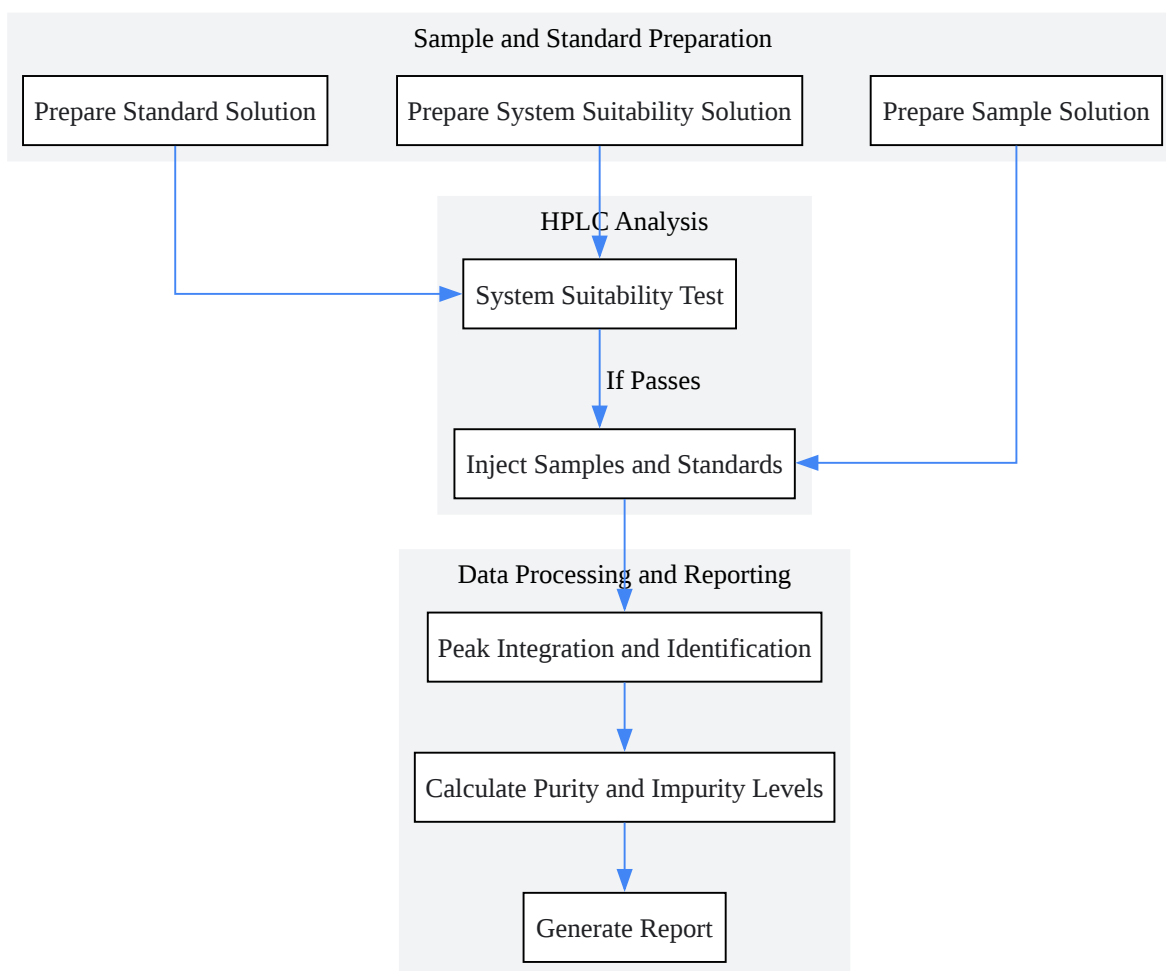 Sample and Standard Preparation
Prepare Standard Solution
Prepare System Suitability Solution
Prepare Sample Solution
HPLC Analysis
System Suitability Test
If Passes
Inject Samples and Standards
Data Processing and Reporting
Peak Integration and Identification
Calculate Purity and Impurity Levels
Generate Report